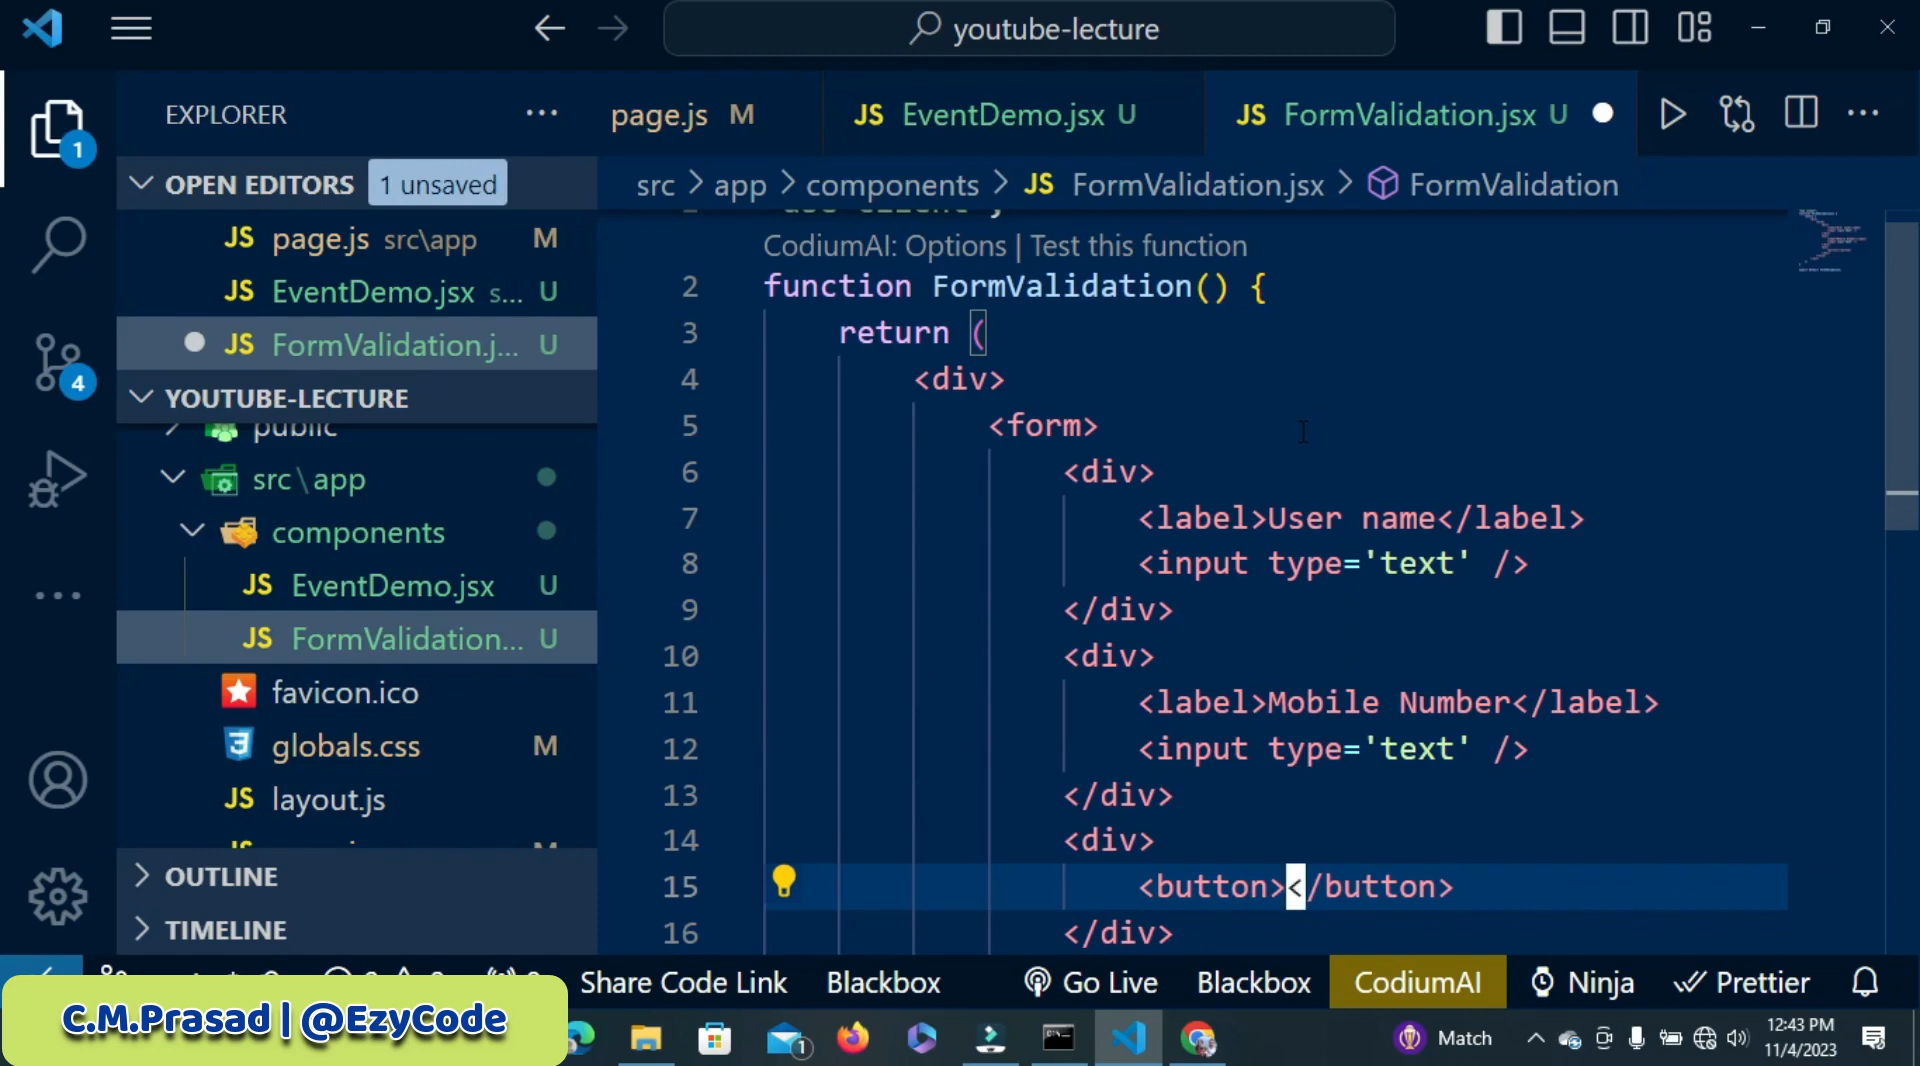 youtube-lecture
EXPLORER
page.js M
JS EventDemo.jsx U
JS FormValidation.jsx U
OPEN EDITORS 1 unsaved
src > app > components > JS FormValidation.jsx > FormValidation
JS page.js src\app M
JS EventDemo.jsx s... U
JS FormValidation.j... U
YOUTUBE-LECTURE
public
src\app
components
JS EventDemo.jsx U
JS FormValidation... U
favicon.ico
globals.css M
JS layout.js
OUTLINE
TIMELINE
CodiumAI: Options | Test this function
2 function FormValidation() {
3 return (
4 <div>
5 <form>
6 <div>
7 <label>User name</label>
8 <input type='text' />
9 </div>
10 <div>
11 <label>Mobile Number</label>
12 <input type='text' />
13 </div>
14 <div>
15 <button></button>
16 </div>
1
4
Share Code Link Blackbox Go Live Blackbox CodiumAI Ninja Prettier
C.M.Prasad | @EzyCode
1
Match
12:43 PM
11/4/2023